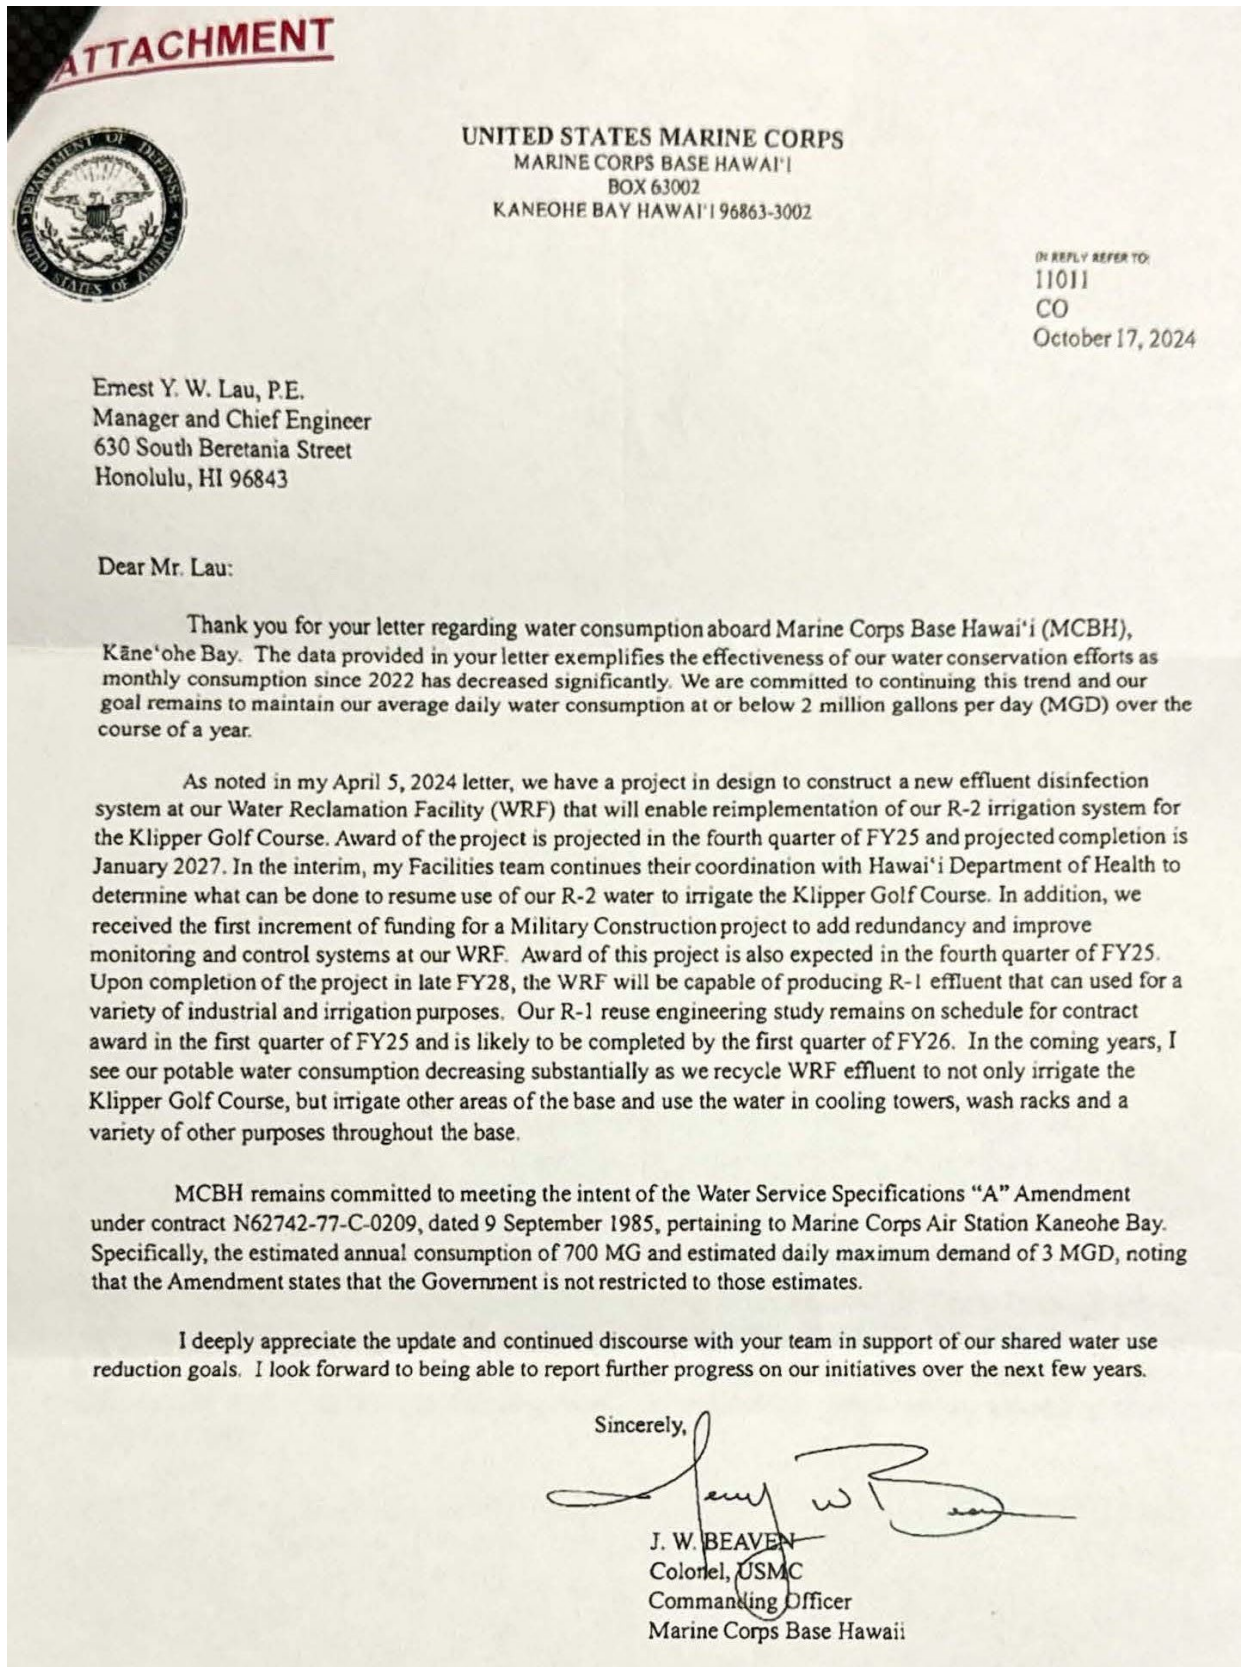 ATTACHMENT
DEPARTMENT OF DEFENSE
UNITED STATES OF AMERICA
UNITED STATES MARINE CORPS
MARINE CORPS BASE HAWAI'I
BOX 63002
KANEOHE BAY HAWAI'I 96863-3002
IN REPLY REFER TO:
11011
CO
October 17, 2024
Ernest Y. W. Lau, P.E.
Manager and Chief Engineer
630 South Beretania Street
Honolulu, HI 96843
Dear Mr. Lau:
Thank you for your letter regarding water consumption aboard Marine Corps Base Hawai‘i (MCBH),
Kāne‘ohe Bay. The data provided in your letter exemplifies the effectiveness of our water conservation efforts as
monthly consumption since 2022 has decreased significantly. We are committed to continuing this trend and our
goal remains to maintain our average daily water consumption at or below 2 million gallons per day (MGD) over the
course of a year.
As noted in my April 5, 2024 letter, we have a project in design to construct a new effluent disinfection
system at our Water Reclamation Facility (WRF) that will enable reimplementation of our R-2 irrigation system for
the Klipper Golf Course. Award of the project is projected in the fourth quarter of FY25 and projected completion is
January 2027. In the interim, my Facilities team continues their coordination with Hawai‘i Department of Health to
determine what can be done to resume use of our R-2 water to irrigate the Klipper Golf Course. In addition, we
received the first increment of funding for a Military Construction project to add redundancy and improve
monitoring and control systems at our WRF. Award of this project is also expected in the fourth quarter of FY25.
Upon completion of the project in late FY28, the WRF will be capable of producing R-1 effluent that can used for a
variety of industrial and irrigation purposes. Our R-1 reuse engineering study remains on schedule for contract
award in the first quarter of FY25 and is likely to be completed by the first quarter of FY26. In the coming years, I
see our potable water consumption decreasing substantially as we recycle WRF effluent to not only irrigate the
Klipper Golf Course, but irrigate other areas of the base and use the water in cooling towers, wash racks and a
variety of other purposes throughout the base.
MCBH remains committed to meeting the intent of the Water Service Specifications “A” Amendment
under contract N62742-77-C-0209, dated 9 September 1985, pertaining to Marine Corps Air Station Kaneohe Bay.
Specifically, the estimated annual consumption of 700 MG and estimated daily maximum demand of 3 MGD, noting
that the Amendment states that the Government is not restricted to those estimates.
I deeply appreciate the update and continued discourse with your team in support of our shared water use
reduction goals. I look forward to being able to report further progress on our initiatives over the next few years.
Sincerely,
J. W. BEAVEN
Colonel, USMC
Commanding Officer
Marine Corps Base Hawaii